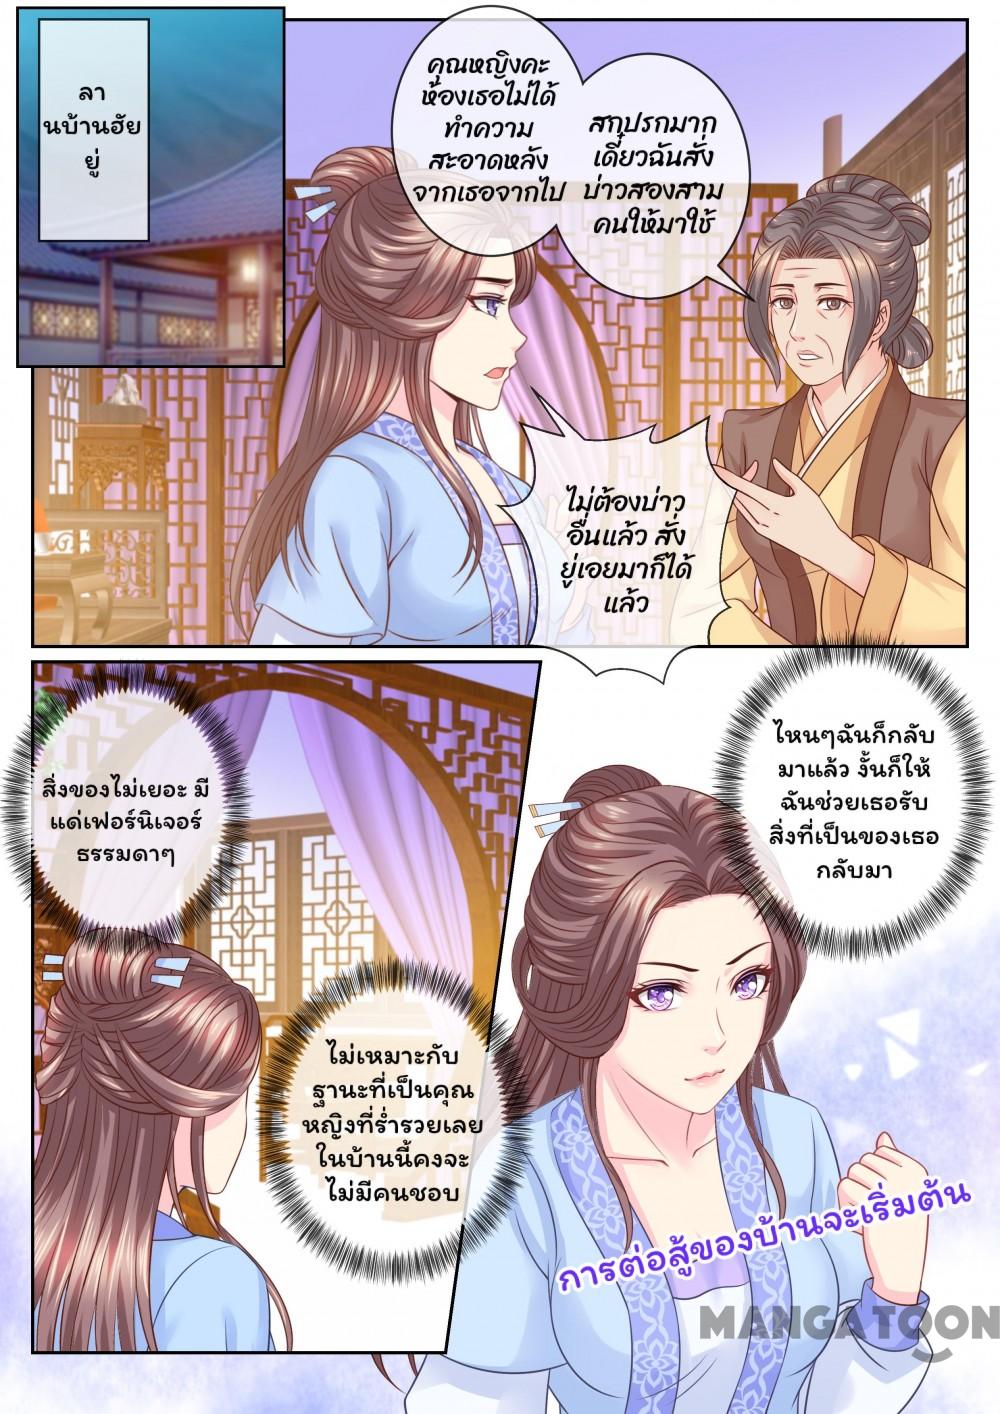 ลา
นบ้านฮัย
ยู่
คุณหญิงคะ
ห้องเธอไม่ได้
ทำความ
สะอาดหลัง
จากเธอจากไป
สกปรกมาก
เดี๋ยวฉันสั่ง
บ่าวสองสาม
คนให้มาใช้
ไม่ต้องบ่าว
อื่นแล้ว สั่ง
ยู่เอยมาก็ได้
แล้ว
สิ่งของไม่เยอะ มี
แด่เฟอร์นิเจอร์
ธรรมดาๆ
ไม่เหมาะกับ
ฐานะที่เป็นคุณ
หญิงที่ร่ำรวยเลย
ในบ้านนี้คงจะ
ไม่มีคนชอบ
ไหนๆฉันก็กลับ
มาแล้ว งั้นก็ให้
ฉันช่วยเธอรับ
สิ่งที่เป็นของเธอ
กลับมา
การต่อสู้ของบ้านจะเริ่มต้น
MANGATOON